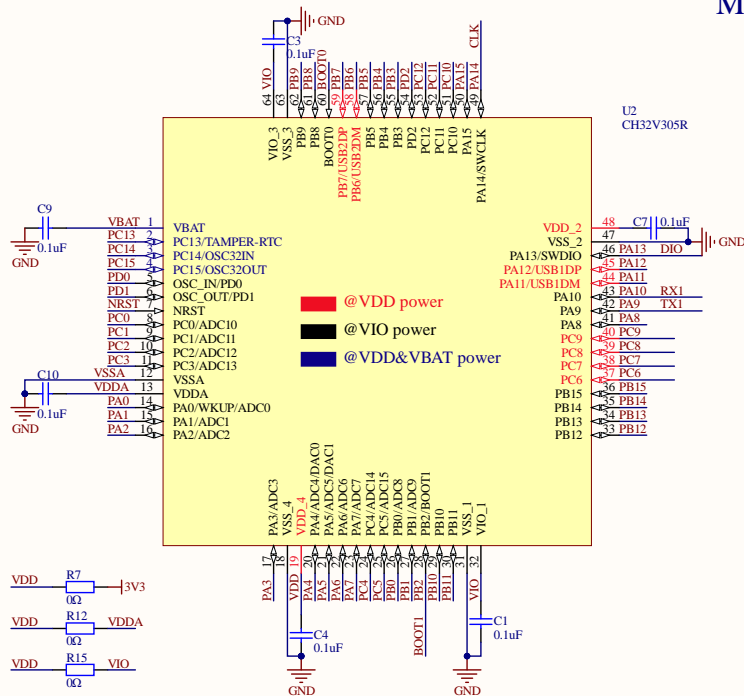 M
GND
C3
0.1uF
CLK
VIO
PB9
PB8
BOOT0
PB7
PB6
PB5
PB4
PB3
PD2
PC12
PC11
PC10
PA15
PA14
64
63
62
61
60
59
58
57
56
55
54
53
52
51
50
49
U2
CH32V305R
VIO_3
VSS_3
PB9
PB8
BOOT0
PB7/USB2DP
PB6/USB2DM
PB5
PB4
PB3
PD2
PC12
PC11
PC10
PA15
PA14/SWCLK
C9
0.1uF
GND
VBAT 1 VBAT
PC13 2 PC13/TAMPER-RTC
PC14 3 PC14/OSC32IN
PC15 4 PC15/OSC32OUT
PD0 5 OSC_IN/PD0
PD1 6 OSC_OUT/PD1
NRST 7 NRST
PC0 8 PC0/ADC10
PC1 9 PC1/ADC11
PC2 10 PC2/ADC12
PC3 11 PC3/ADC13
VSSA 12 VSSA
VDDA 13 VDDA
PA0 14 PA0/WKUP/ADC0
PA1 15 PA1/ADC1
PA2 16 PA2/ADC2
C10
0.1uF
GND
@VDD power
@VIO power
@VDD&VBAT power
VDD_2 48
VSS_2 47
PA13/SWDIO 46 PA13 DIO
PA12/USB1DP 45 PA12
PA11/USB1DM 44 PA11
PA10 43 PA10 RX1
PA9 42 PA9 TX1
PA8 41 PA8
PC9 40 PC9
PC8 39 PC8
PC7 38 PC7
PC6 37 PC6
PB15 36 PB15
PB14 35 PB14
PB13 34 PB13
PB12 33 PB12
C7 0.1uF
GND
PA3/ADC3
VSS_4
VDD_4
PA4/ADC4/DAC0
PA5/ADC5/DAC1
PA6/ADC6
PA7/ADC7
PC4/ADC14
PC5/ADC15
PB0/ADC8
PB1/ADC9
PB2/BOOT1
PB10
PB11
VSS_1
VIO_1
17
18
19
20
21
22
23
24
25
26
27
28
29
30
31
32
PA3
VDD
PA4
PA5
PA6
PA7
PC4
PC5
PB0
PB1
PB2
PB10
PB11
VIO
BOOT1
C4
0.1uF
GND
C1
0.1uF
GND
VDD R7 3V3
0Ω
VDD R12 VDDA
0Ω
VDD R15 VIO
0Ω